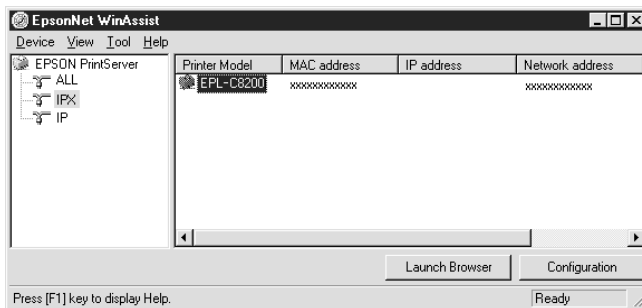 EpsonNet WinAssist
Device View Tool Help
EPSON PrintServer
ALL
IPX
IP
Printer Model MAC address IP address Network address
EPL-C8200 xxxxxxxxxxxx xxxxxxxxxxxx
Launch Browser Configuration
Press [F1] key to display Help. Ready